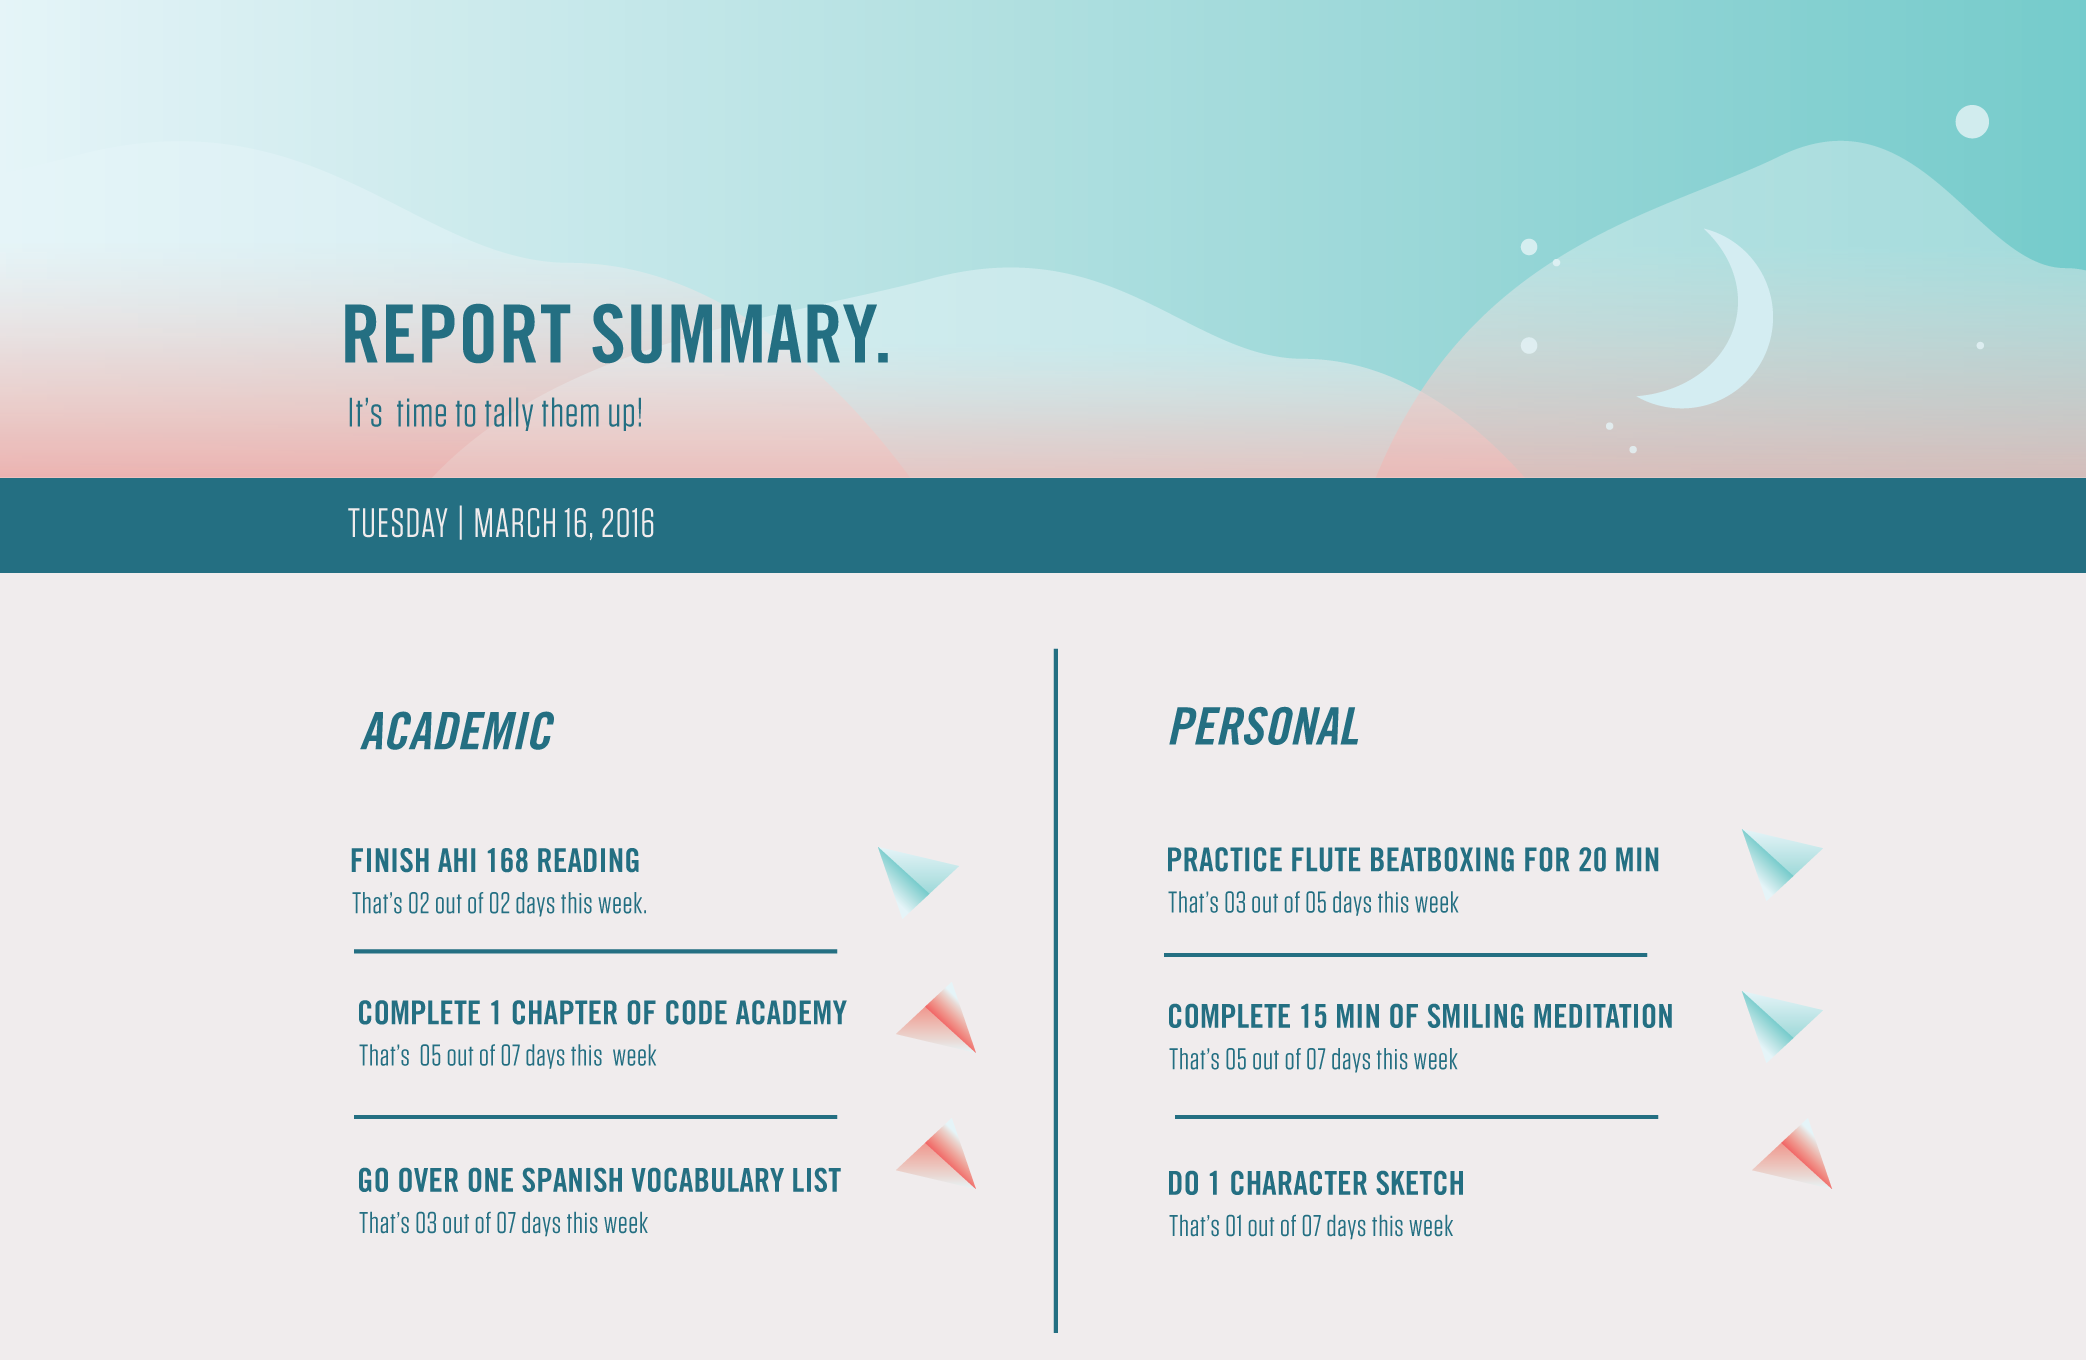 REPORT SUMMARY.
It's time to tally them up!
TUESDAY | MARCH 16, 2016
ACADEMIC
FINISH AHI 168 READING
That's 02 out of 02 days this week.
COMPLETE 1 CHAPTER OF CODE ACADEMY
That's 05 out of 07 days this week
GO OVER ONE SPANISH VOCABULARY LIST
That's 03 out of 07 days this week
PERSONAL
PRACTICE FLUTE BEATBOXING FOR 20 MIN
That's 03 out of 05 days this week
COMPLETE 15 MIN OF SMILING MEDITATION
That's 05 out of 07 days this week
DO 1 CHARACTER SKETCH
That's 01 out of 07 days this week